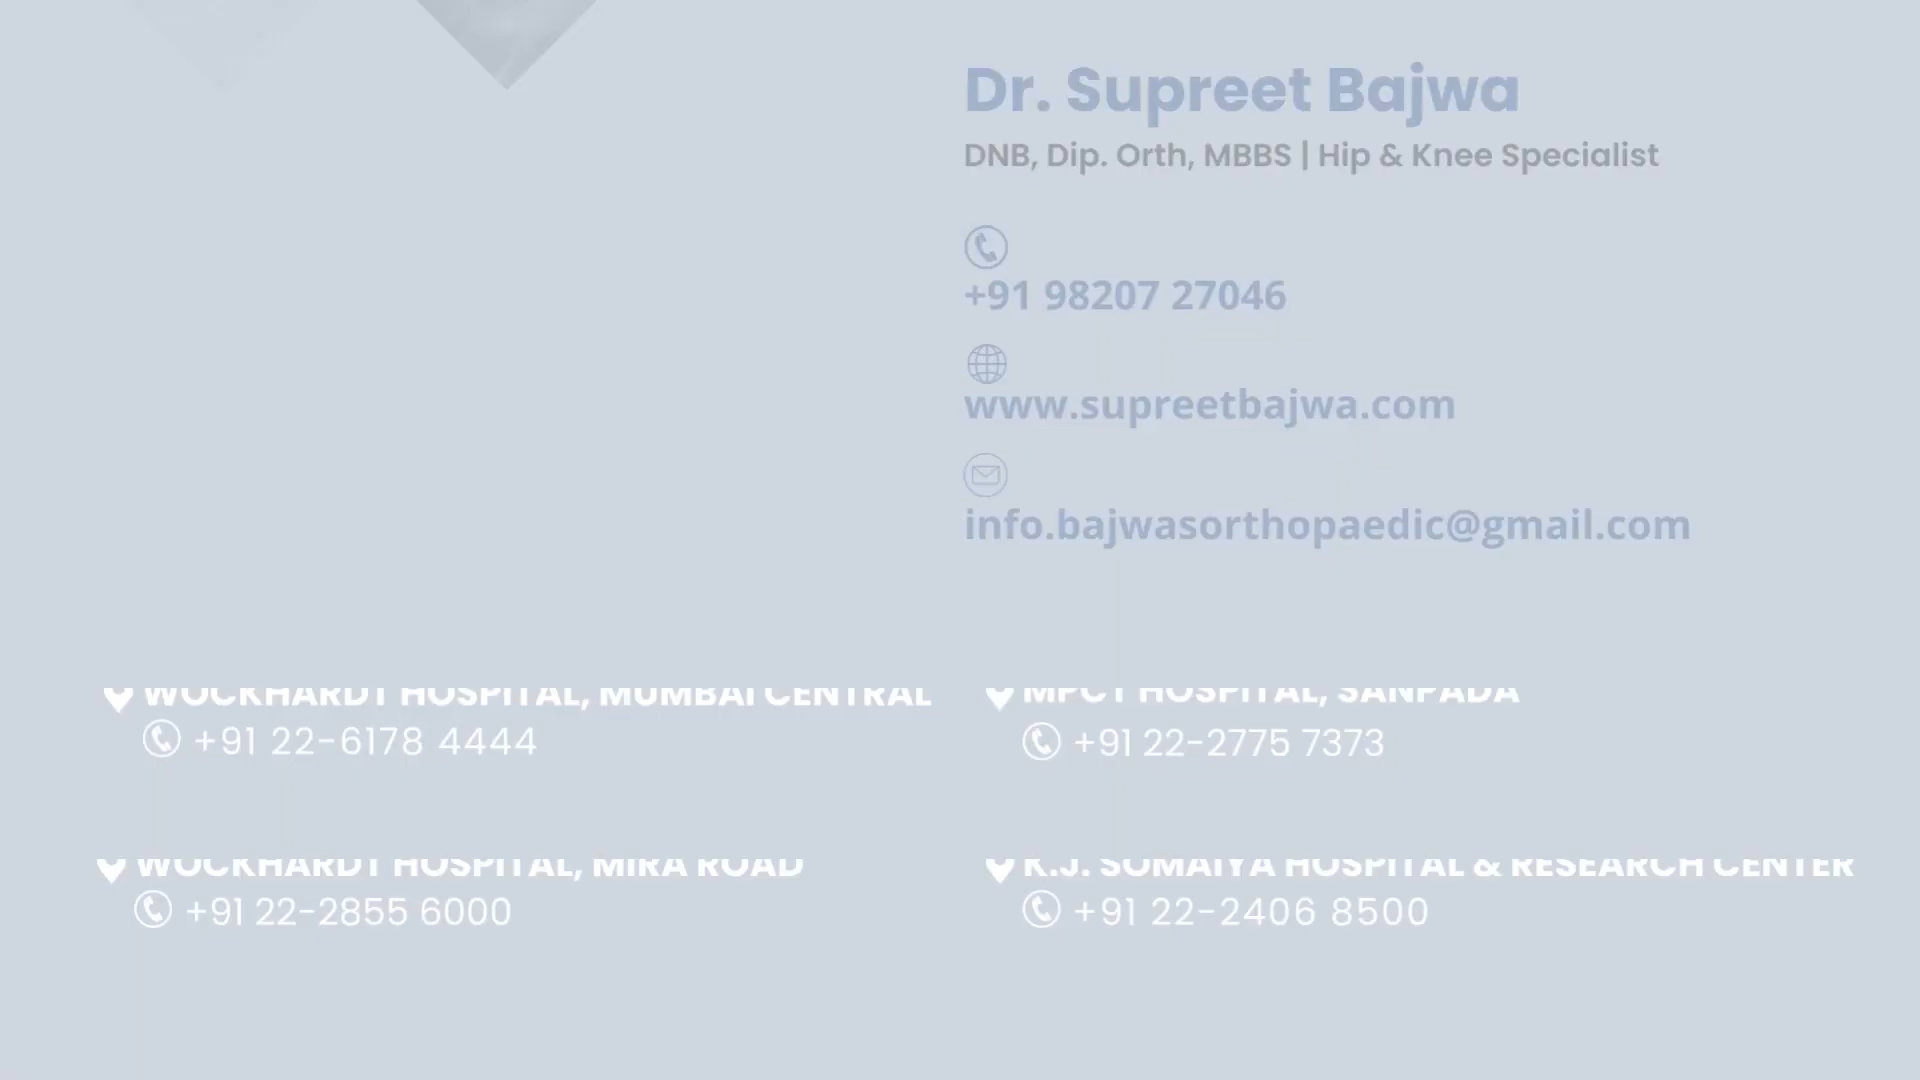 Dr. Supreet Bajwa
DNB, Dip. Orth, MBBS | Hip & Knee Specialist
+91 98207 27046
www.supreetbajwa.com
info.bajwasorthopaedic@gmail.com
WOCKHARDT HOSPITAL, MUMBAI CENTRAL
+91 22-6178 4444
MPCT HOSPITAL, SANPADA
+91 22-2775 7373
WOCKHARDT HOSPITAL, MIRA ROAD
+91 22-2855 6000
K.J. SOMAIYA HOSPITAL & RESEARCH CENTER
+91 22-2406 8500